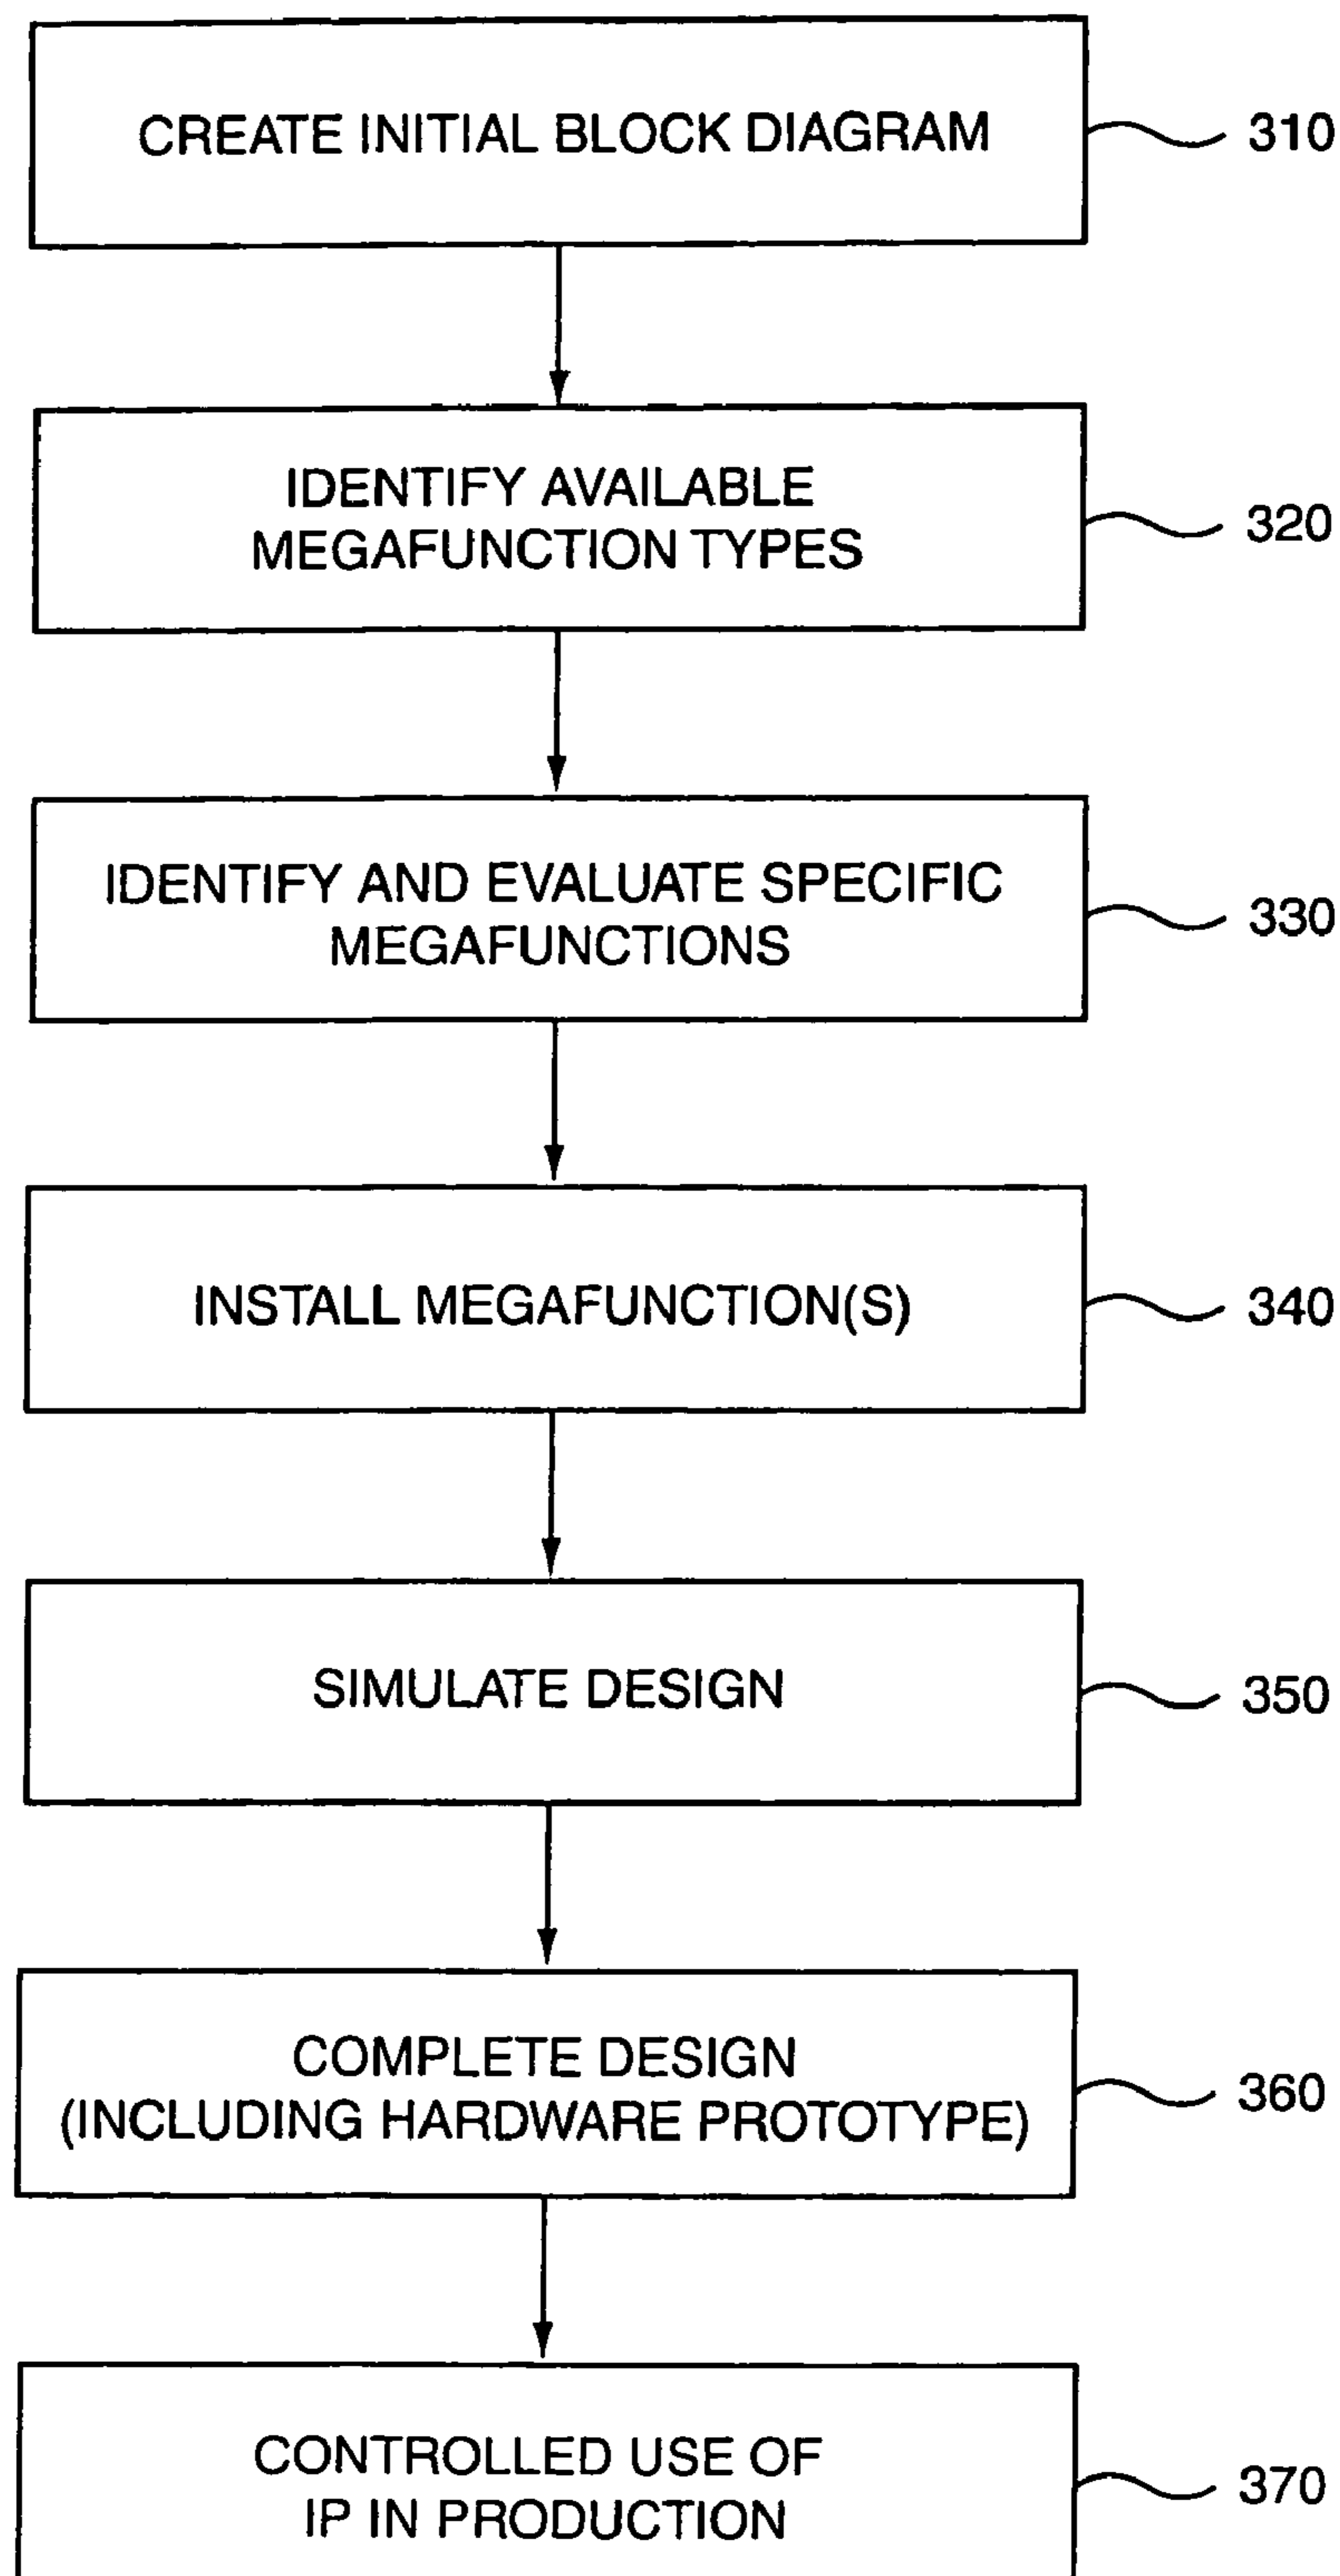 CREATE INITIAL BLOCK DIAGRAM
310
IDENTIFY AVAILABLE
MEGAFUNCTION TYPES
320
IDENTIFY AND EVALUATE SPECIFIC
MEGAFUNCTIONS
330
INSTALL MEGAFUNCTION(S)
340
SIMULATE DESIGN
350
COMPLETE DESIGN
(INCLUDING HARDWARE PROTOTYPE)
360
CONTROLLED USE OF
IP IN PRODUCTION
370